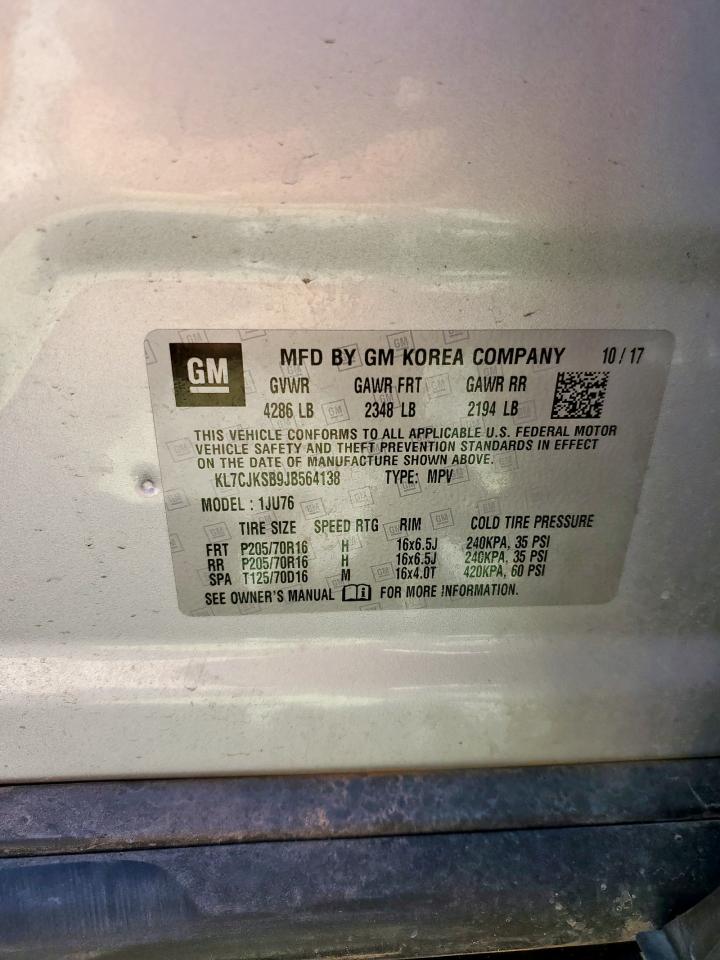 GM MFD BY GM KOREA COMPANY 10 / 17
GVWR GAWR FRT GAWR RR
4286 LB 2348 LB 2194 LB
THIS VEHICLE CONFORMS TO ALL APPLICABLE U.S. FEDERAL MOTOR
VEHICLE SAFETY AND THEFT PREVENTION STANDARDS IN EFFECT
ON THE DATE OF MANUFACTURE SHOWN ABOVE.
KL7CJKSB9JB564138 TYPE: MPV
MODEL : 1JU76
TIRE SIZE SPEED RTG RIM COLD TIRE PRESSURE
FRT P205/70R16 H 16x6.5J 240KPA, 35 PSI
RR P205/70R16 H 16x6.5J 240KPA, 35 PSI
SPA T125/70D16 M 16x4.0T 420KPA, 60 PSI
SEE OWNER'S MANUAL FOR MORE INFORMATION.